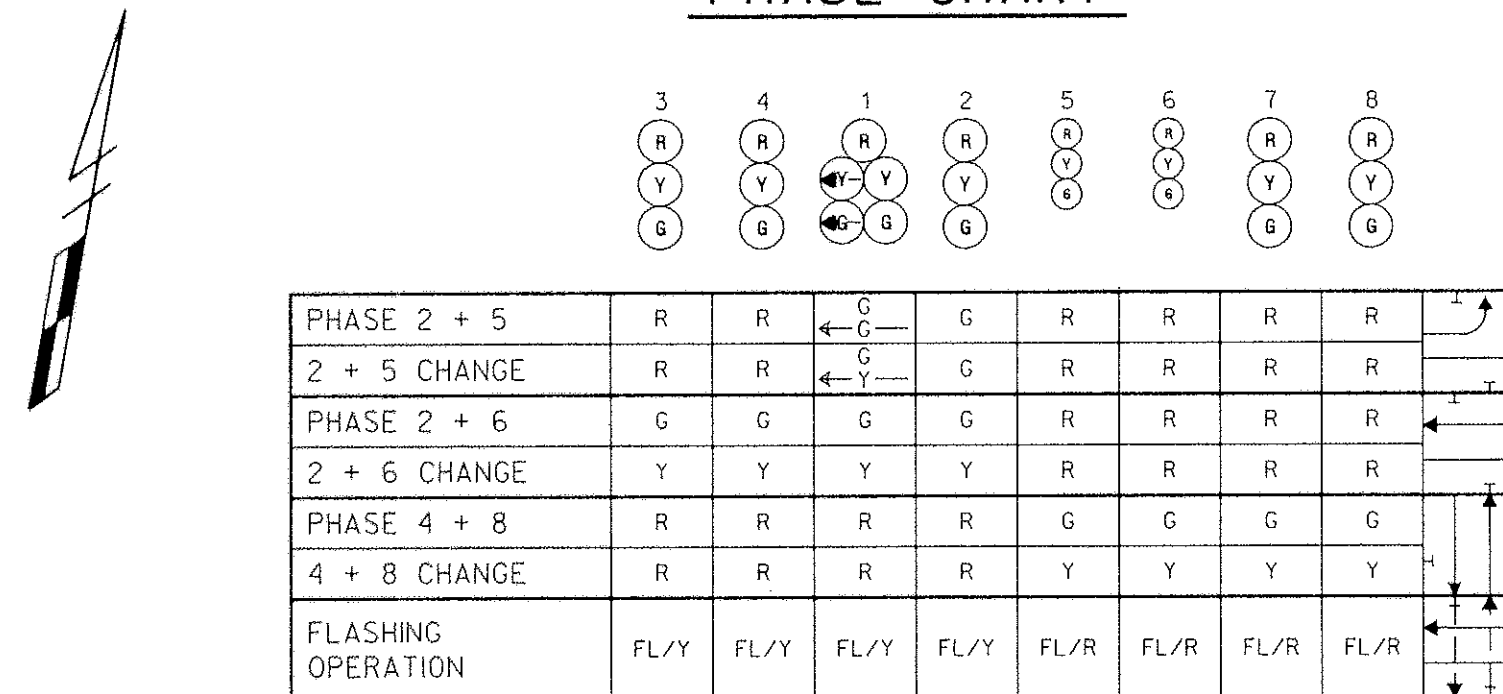 PHASE CHART
3 4 1 2 5 6 7 8
R R R R R R R R
Y Y Y Y Y Y Y Y Y
G G G G G 6 6 G G
PHASE 2 + 5 R R G G G R R R R
2 + 5 CHANGE R R G Y G R R R R
PHASE 2 + 6 G G G G R R R R
2 + 6 CHANGE Y Y Y Y R R R R
PHASE 4 + 8 R R R R G G G G
4 + 8 CHANGE R R R R Y Y Y Y
FLASHING
OPERATION FL/Y FL/Y FL/Y FL/Y FL/R FL/R FL/R FL/R